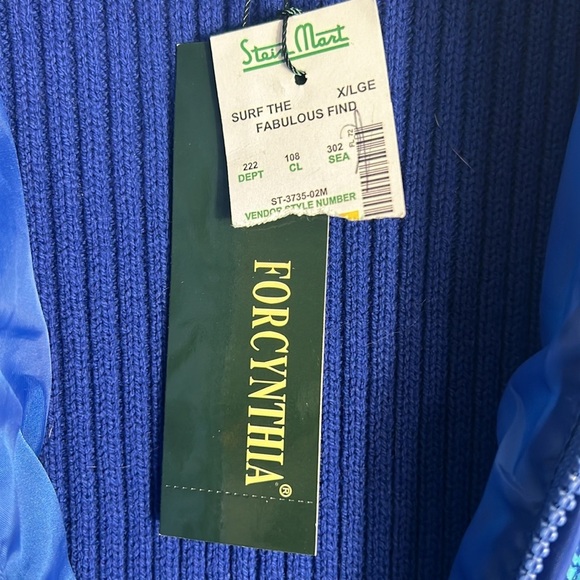 Stein Mart
SURF THE X/LGE
FABULOUS FIND
222 108 302
DEPT CL SEA
ST-3735-02M
VENDOR STYLE NUMBER
FORCYNTHIA®